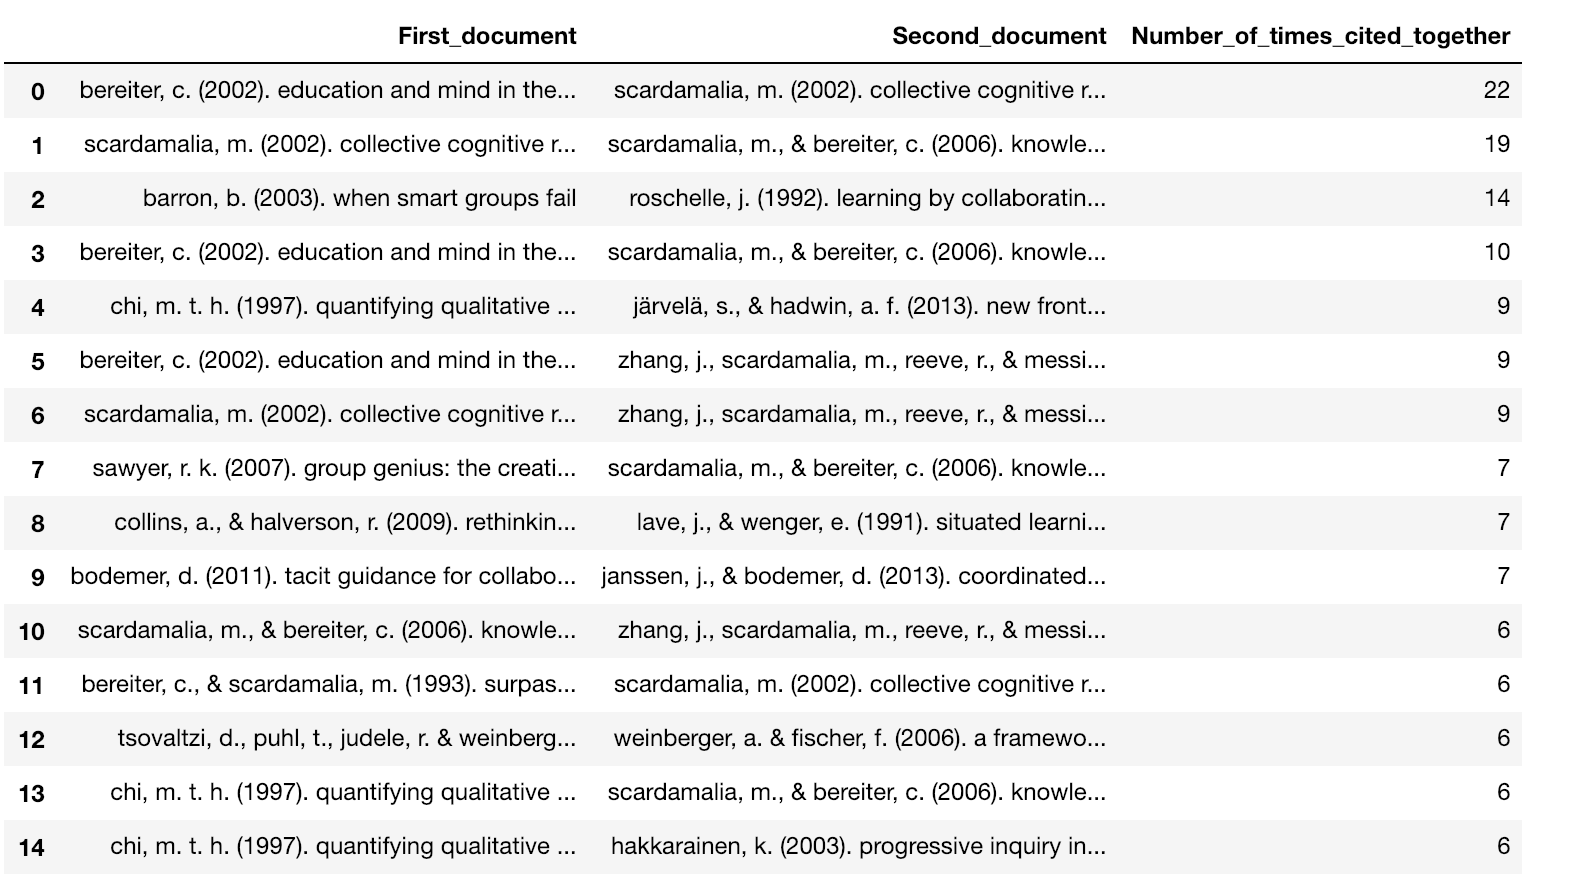 First_document Second_document Number_of_times_cited_together
0 bereiter, c. (2002). education and mind in the... scardamalia, m. (2002). collective cognitive r... 22
1 scardamalia, m. (2002). collective cognitive r... scardamalia, m., & bereiter, c. (2006). knowle... 19
2 barron, b. (2003). when smart groups fail roschelle, j. (1992). learning by collaboratin... 14
3 bereiter, c. (2002). education and mind in the... scardamalia, m., & bereiter, c. (2006). knowle... 10
4 chi, m. t. h. (1997). quantifying qualitative ... järvelä, s., & hadwin, a. f. (2013). new front... 9
5 bereiter, c. (2002). education and mind in the... zhang, j., scardamalia, m., reeve, r., & messi... 9
6 scardamalia, m. (2002). collective cognitive r... zhang, j., scardamalia, m., reeve, r., & messi... 9
7 sawyer, r. k. (2007). group genius: the creati... scardamalia, m., & bereiter, c. (2006). knowle... 7
8 collins, a., & halverson, r. (2009). rethinkin... lave, j., & wenger, e. (1991). situated learni... 7
9 bodemer, d. (2011). tacit guidance for collabo... janssen, j., & bodemer, d. (2013). coordinated... 7
10 scardamalia, m., & bereiter, c. (2006). knowle... zhang, j., scardamalia, m., reeve, r., & messi... 6
11 bereiter, c., & scardamalia, m. (1993). surpas... scardamalia, m. (2002). collective cognitive r... 6
12 tsovaltzi, d., puhl, t., judele, r. & weinberg... weinberger, a. & fischer, f. (2006). a framewo... 6
13 chi, m. t. h. (1997). quantifying qualitative ... scardamalia, m., & bereiter, c. (2006). knowle... 6
14 chi, m. t. h. (1997). quantifying qualitative ... hakkarainen, k. (2003). progressive inquiry in... 6